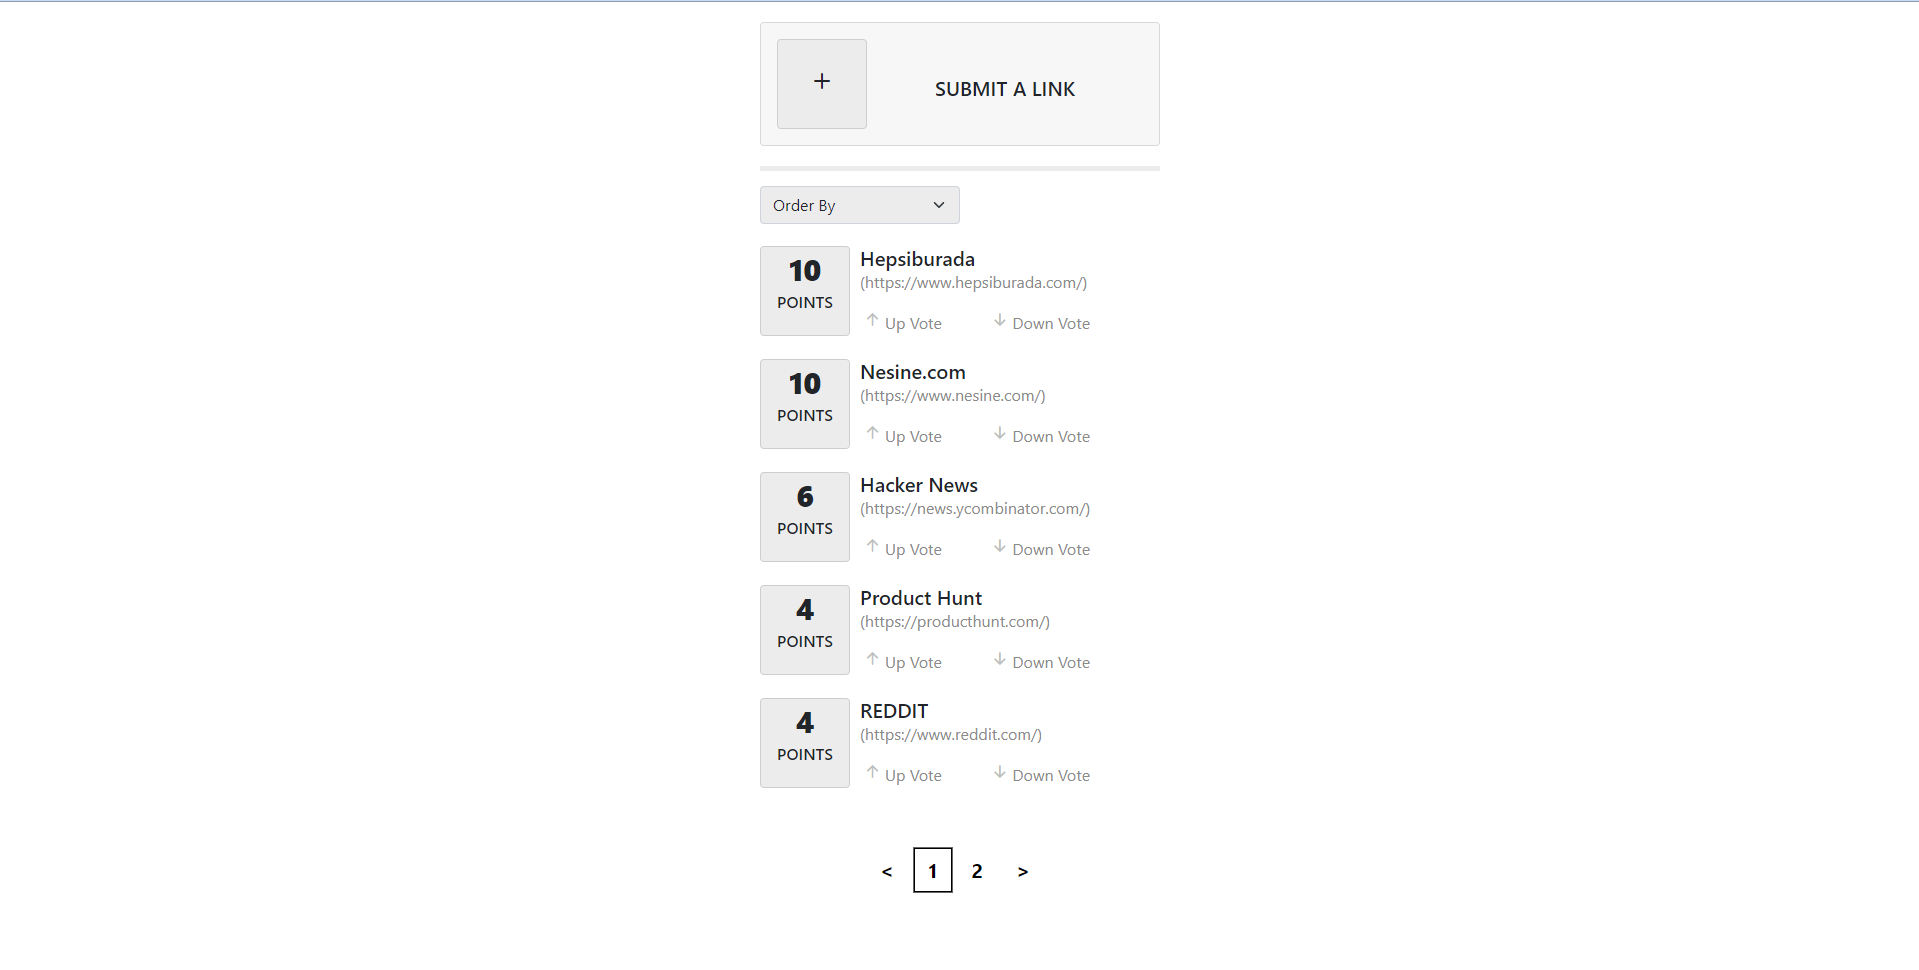 +
SUBMIT A LINK
Order By
10
POINTS
Hepsiburada
(https://www.hepsiburada.com/)
↑ Up Vote ↓ Down Vote
10
POINTS
Nesine.com
(https://www.nesine.com/)
↑ Up Vote ↓ Down Vote
6
POINTS
Hacker News
(https://news.ycombinator.com/)
↑ Up Vote ↓ Down Vote
4
POINTS
Product Hunt
(https://producthunt.com/)
↑ Up Vote ↓ Down Vote
4
POINTS
REDDIT
(https://www.reddit.com/)
↑ Up Vote ↓ Down Vote
< 1 2 >